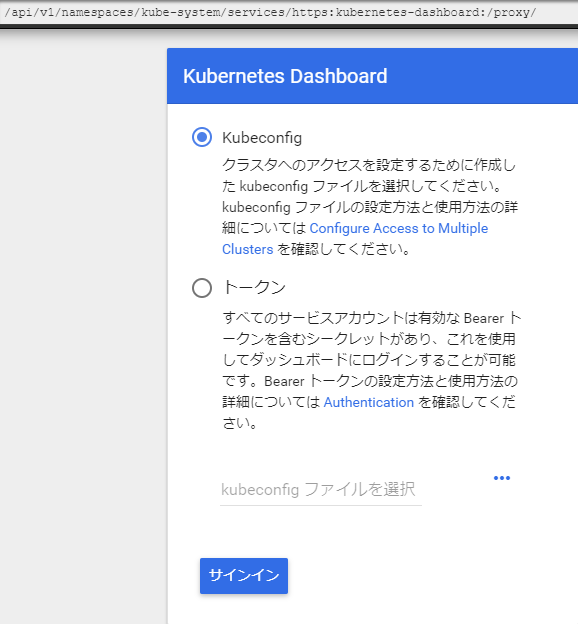 /api/v1/namespaces/kube-system/services/https:kubernetes-dashboard:/proxy/
Kubernetes Dashboard
Kubeconfig
クラスタへのアクセスを設定するために作成し
た kubeconfig ファイルを選択してください。
kubeconfig ファイルの設定方法と使用方法の詳
細については Configure Access to Multiple
Clusters を確認してください。
トークン
すべてのサービスアカウントは有効な Bearer ト
ークンを含むシークレットがあり、これを使用
してダッシュボードにログインすることが可能
です。Bearer トークンの設定方法と使用方法の
詳細については Authentication を確認してくだ
さい。
kubeconfig ファイルを選択
サインイン